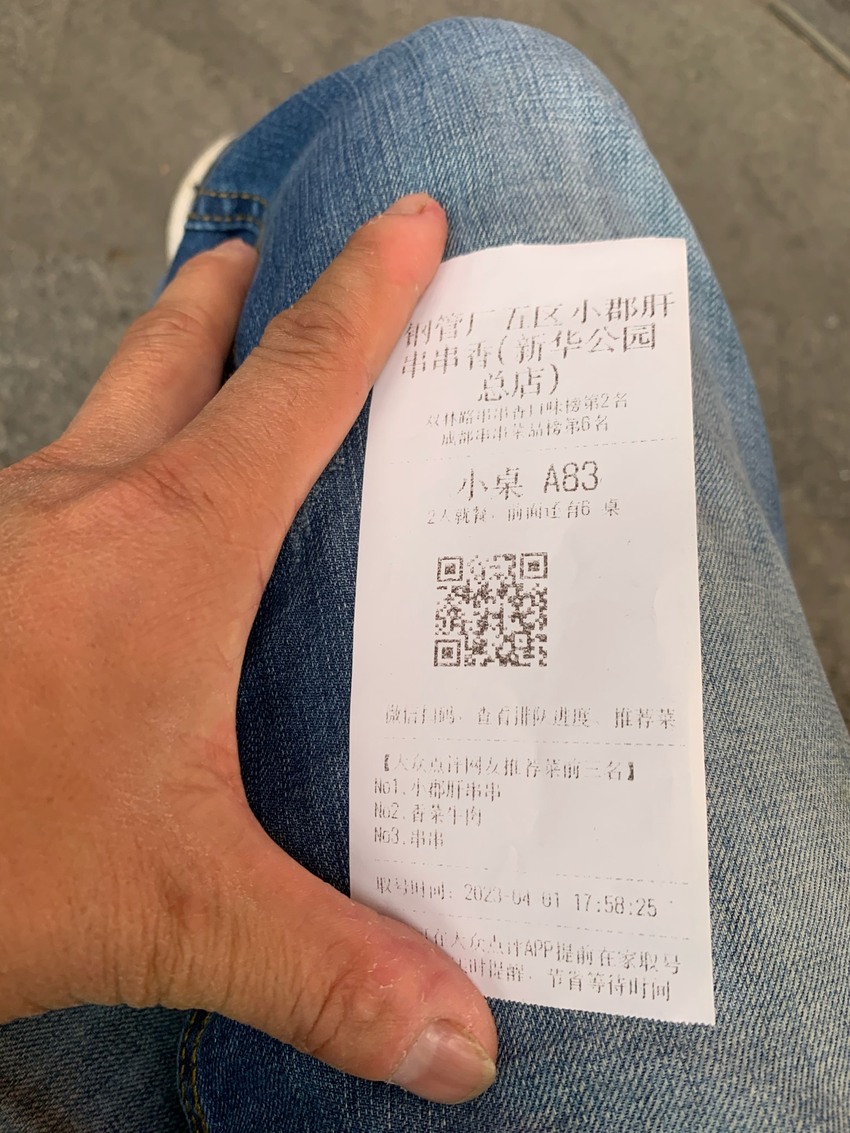 钢管厂五区小郡肝
串串香(新华公园
总店)
双林路串串香口味榜第2名
成都串串菜品榜第6名
小桌 A83
2人就餐，前面还有6 桌
微信扫码，查看排队进度、推荐菜
【大众点评网友推荐菜前三名】
No1.小郡肝串串
No2.香菜牛肉
No3.串串
取号时间: 2023-04-01 17:58:25
在大众点评APP提前在家取号
时提醒，节省等待时间